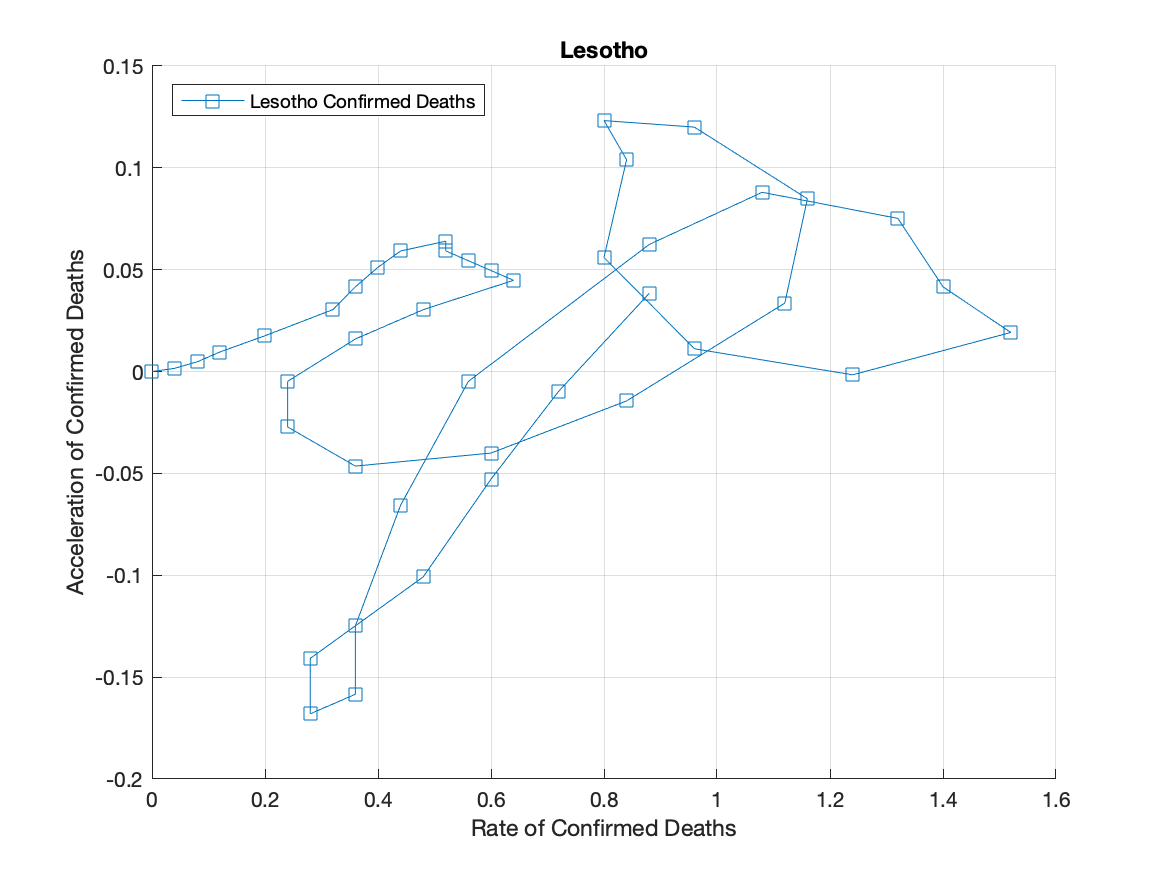 Lesotho
Lesotho Confirmed Deaths
Acceleration of Confirmed Deaths
0.15
0.1
0.05
0
-0.05
-0.1
-0.15
-0.2
0 0.2 0.4 0.6 0.8 1 1.2 1.4 1.6
Rate of Confirmed Deaths